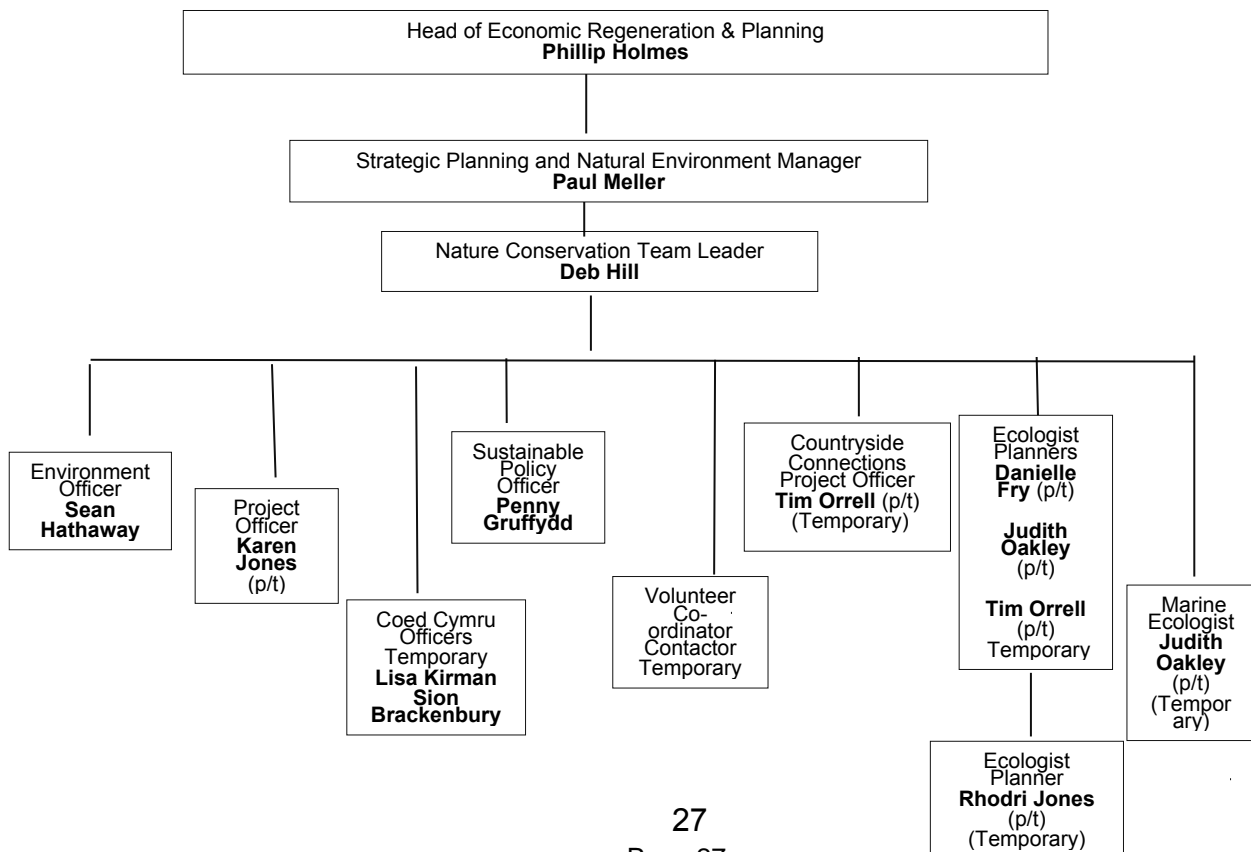 Head of Economic Regeneration & Planning
Phillip Holmes
Strategic Planning and Natural Environment Manager
Paul Meller
Nature Conservation Team Leader
Deb Hill
Environment
Officer
Sean
Hathaway
Project
Officer
Karen
Jones
(p/t)
Coed Cymru
Officers
Temporary
Lisa Kirman
Sion
Brackenbury
Sustainable
Policy
Officer
Penny
Gruffydd
Volunteer
Co-
ordinator
Contactor
Temporary
Countryside
Connections
Project Officer
Tim Orrell (p/t)
(Temporary)
Ecologist
Planners
Danielle
Fry (p/t)
Judith
Oakley
(p/t)
Tim Orrell
(p/t)
Temporary
Marine
Ecologist
Judith
Oakley
(p/t)
(Tempor
ary)
Ecologist
Planner
Rhodri Jones
(p/t)
(Temporary)
27